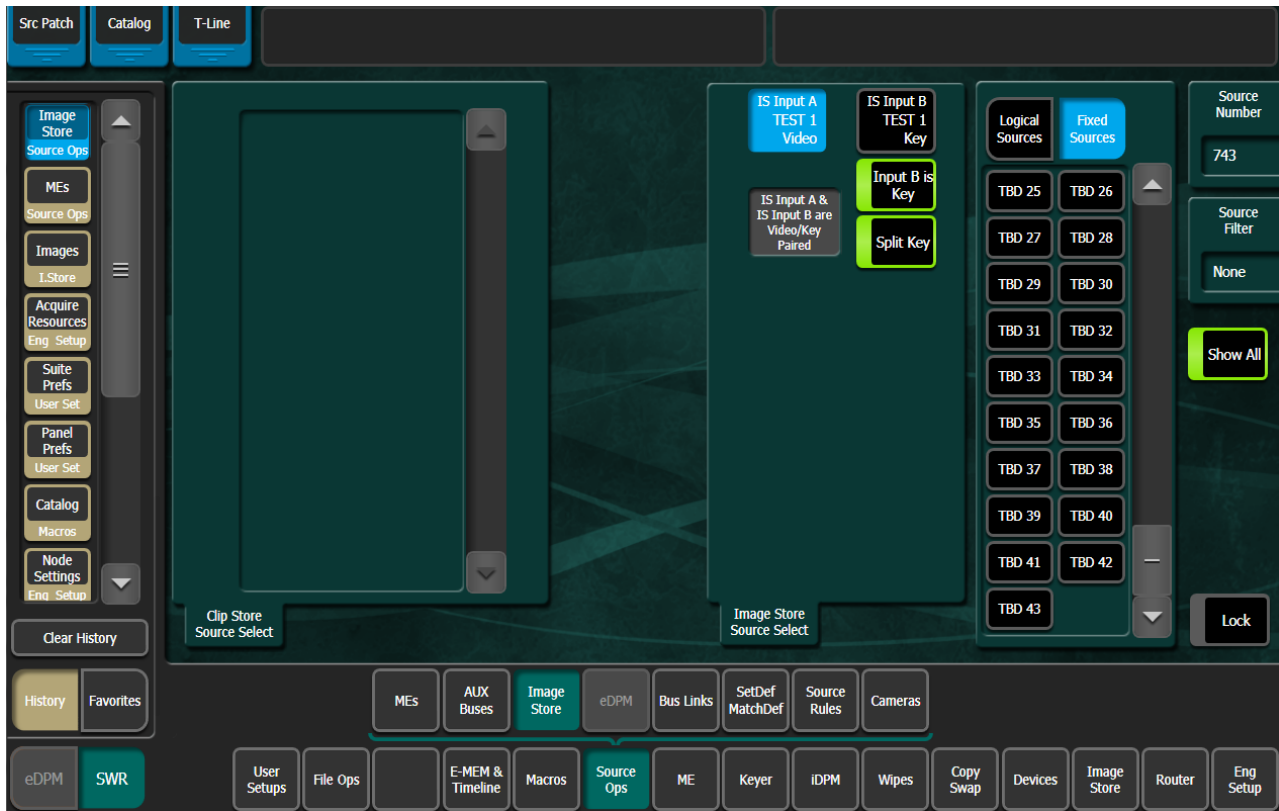 Src Patch
Catalog
T-Line
Image
Store
Source Ops
MEs
Source Ops
Images
I.Store
Acquire
Resources
Eng Setup
Suite
Prefs
User Set
Panel
Prefs
User Set
Catalog
Macros
Node
Settings
Eng Setup
Clear History
History
Favorites
eDPM
SWR
Clip Store
Source Select
IS Input A
TEST 1
Video
IS Input B
TEST 1
Key
Input B is
Key
IS Input A &
IS Input B are
Video/Key
Paired
Split Key
Image Store
Source Select
Logical
Sources
Fixed
Sources
TBD 25
TBD 26
TBD 27
TBD 28
TBD 29
TBD 30
TBD 31
TBD 32
TBD 33
TBD 34
TBD 35
TBD 36
TBD 37
TBD 38
TBD 39
TBD 40
TBD 41
TBD 42
TBD 43
Source
Number
743
Source
Filter
None
Show All
Lock
MEs
AUX
Buses
Image
Store
eDPM
Bus Links
SetDef
MatchDef
Source
Rules
Cameras
User
Setups
File Ops
E-MEM &
Timeline
Macros
Source
Ops
ME
Keyer
iDPM
Wipes
Copy
Swap
Devices
Image
Store
Router
Eng
Setup